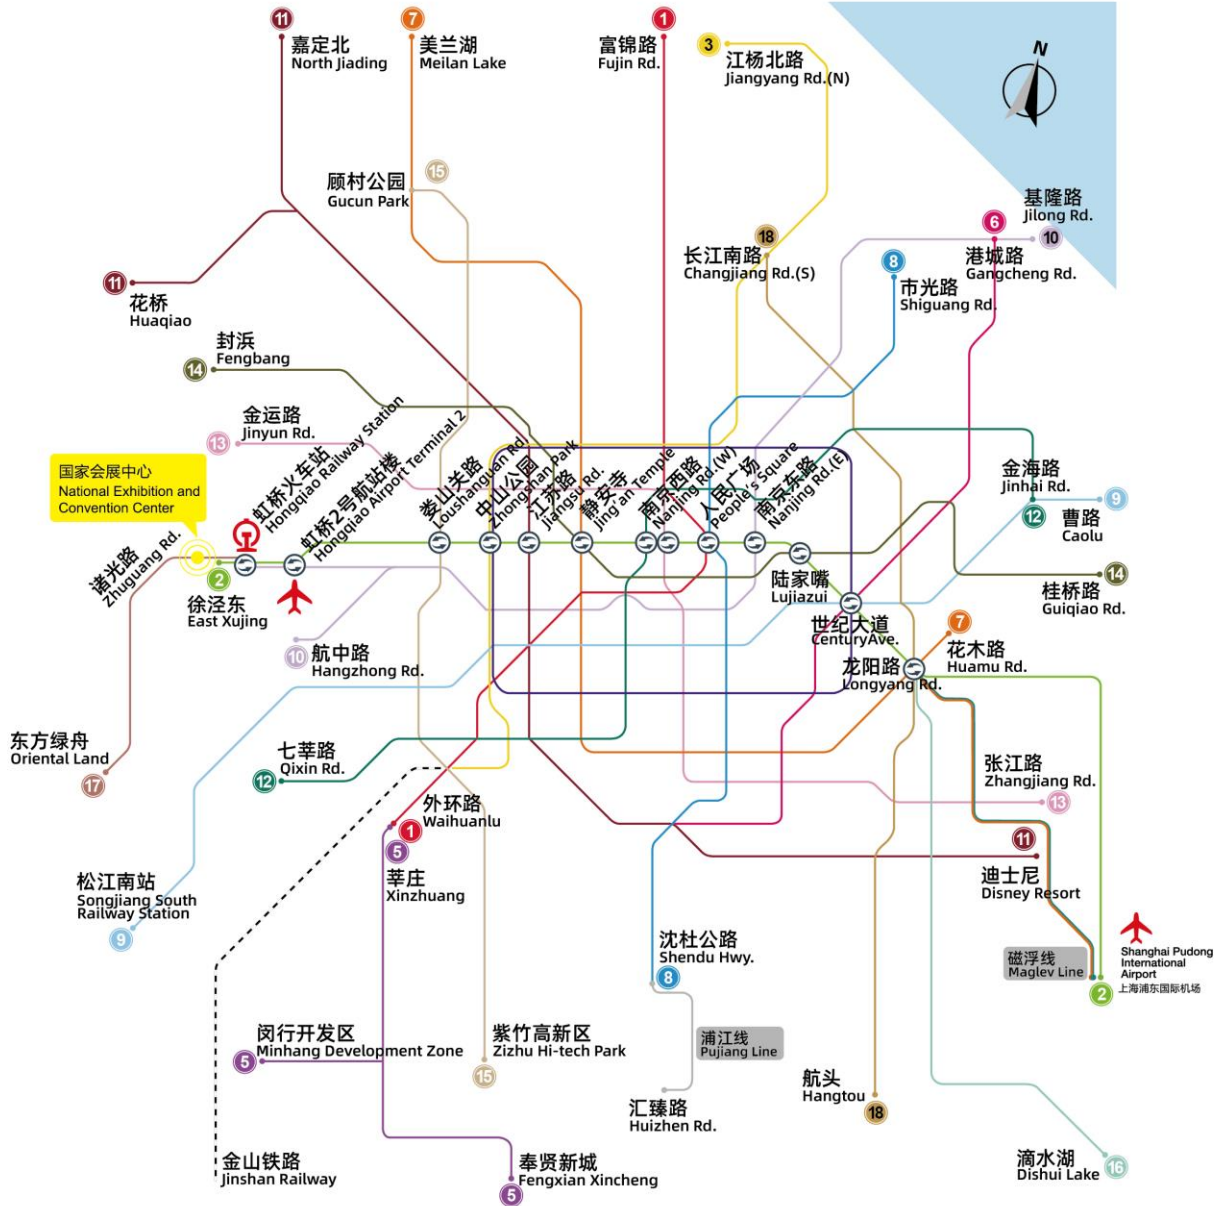 11
嘉定北
North Jiading
7
美兰湖
Meilan Lake
1
富锦路
Fujin Rd.
3
江杨北路
Jiangyang Rd.(N)
N
15
顾村公园
Gucun Park
18
长江南路
Changjiang Rd.(S)
基隆路
Jilong Rd.
6
10
港城路
Gangcheng Rd.
8
市光路
Shiguang Rd.
11
花桥
Huaqiao
封浜
Fengbang
14
金运路
Jinyun Rd.
13
国家会展中心
National Exhibition and
Convention Center
诸光路
Zhuguang Rd.
2
徐泾东
East Xujing
虹桥火车站
Hongqiao Railway Station
虹桥2号航站楼
Hongqiao Airport Terminal 2
娄山关路
Loushanguan Rd.
中山公园
Zhongshan Park
江苏路
Jiangsu Rd.
静安寺
Jing'an Temple
南京西路
Nanjing Rd.(W)
人民广场
People's Square
南京东路
Nanjing Rd.(E)
陆家嘴
Lujiazui
世纪大道
CenturyAve.
龙阳路
Longyang Rd.
金海路
Jinhai Rd.
12
9
曹路
Caolu
14
桂桥路
Guiqiao Rd.
7
花木路
Huamu Rd.
10
航中路
Hangzhong Rd.
东方绿舟
Oriental Land
17
七莘路
Qixin Rd.
12
张江路
Zhangjiang Rd.
13
外环路
Waihuanlu
1
5
莘庄
Xinzhuang
11
迪士尼
Disney Resort
松江南站
Songjiang South
Railway Station
9
沈杜公路
Shendu Hwy.
8
磁浮线
Maglev Line
Shanghai Pudong
International
Airport
上海浦东国际机场
2
闵行开发区
Minhang Development Zone
5
紫竹高新区
Zizhu Hi-tech Park
15
浦江线
Pujiang Line
汇臻路
Huizhen Rd.
航头
Hangtou
18
金山铁路
Jinshan Railway
奉贤新城
Fengxian Xincheng
5
滴水湖
Dishui Lake
16